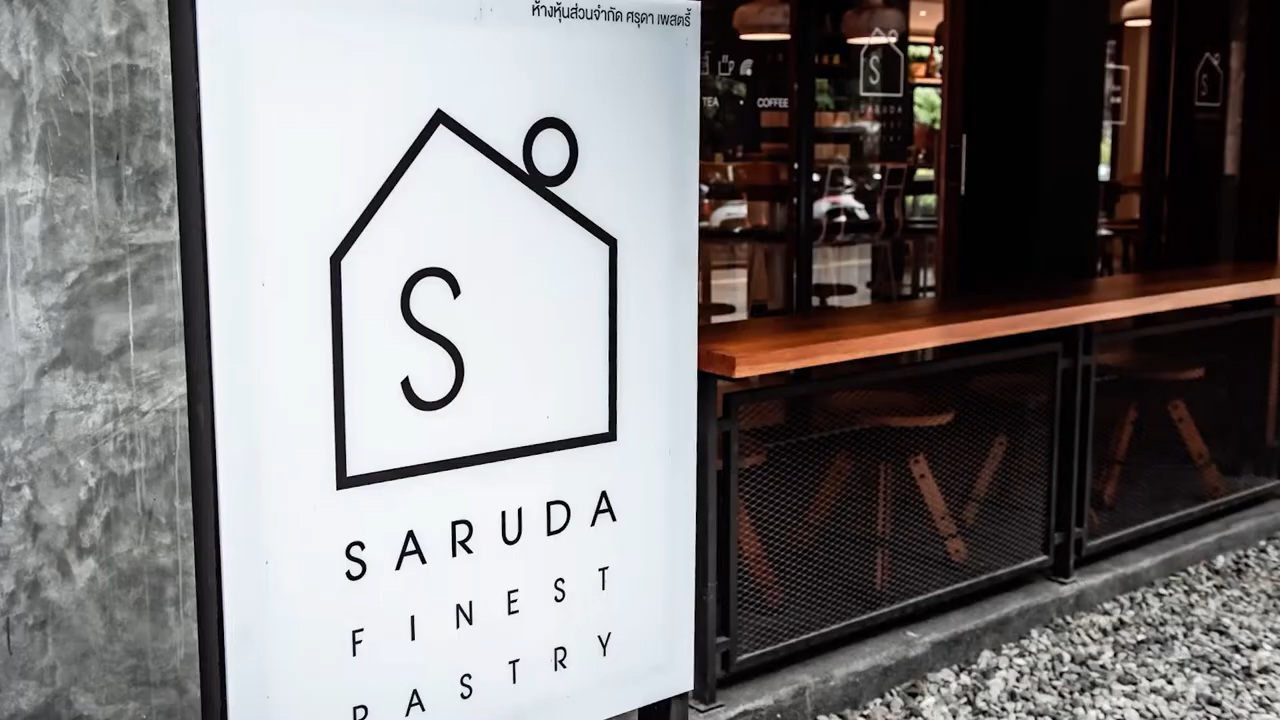 ห้างหุ้นส่วนจำกัด ศรุดา เพสตรี้
S
SARUDA
FINEST
PASTRY
TEA
COFFEE
S
SARUDA
S